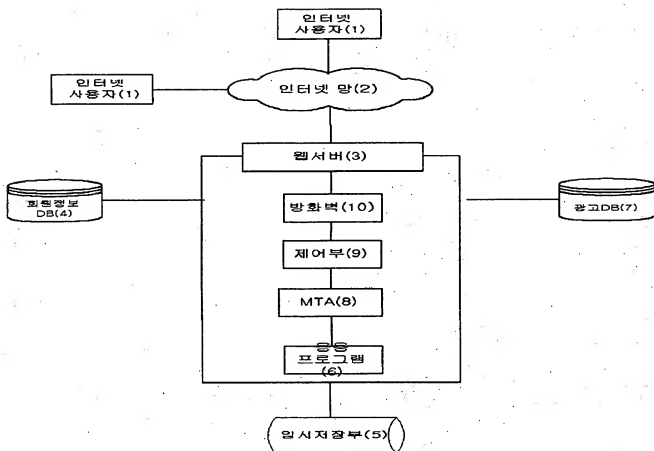 인터넷
사용자(1)
인터넷
사용자(1)
인터넷 망(2)
웹서버(3)
회원정보
DB(4)
방화벽(10)
광고DB(7)
제어부(9)
MTA(8)
응용
프로그램
(6)
임시저장부(5)